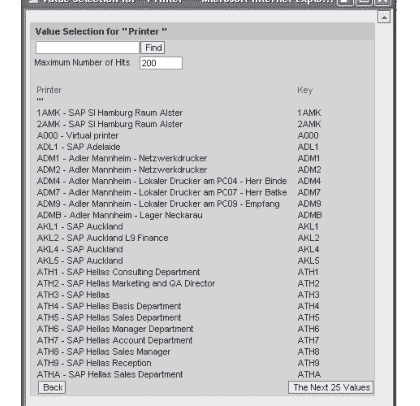 Value Selection for "Printer " - Microsoft Internet Explo...
Value Selection for "Printer "
Find
Maximum Number of Hits 200
Printer Key
""
1AMK - SAP SI Hamburg Raum Alster 1AMK
2AMK - SAP SI Hamburg Raum Alster 2AMK
A000 - Virtual printer A000
ADL1 - SAP Adelaide ADL1
ADM1 - Adler Mannheim - Netzwerkdrucker ADM1
ADM2 - Adler Mannheim - Netzwerkdrucker ADM2
ADM4 - Adler Mannheim - Lokaler Drucker am PC04 - Herr Binde ADM4
ADM7 - Adler Mannheim - Lokaler Drucker am PC07 - Herr Batke ADM7
ADM9 - Adler Mannheim - Lokaler Drucker am PC09 - Empfang ADM9
ADMB - Adler Mannheim - Lager Neckarau ADMB
AKL1 - SAP Auckland AKL1
AKL2 - SAP Auckland L9 Finance AKL2
AKL4 - SAP Auckland AKL4
AKL5 - SAP Auckland AKL5
ATH1 - SAP Hellas Consulting Department ATH1
ATH2 - SAP Hellas Marketing and QA Director ATH2
ATH3 - SAP Hellas ATH3
ATH4 - SAP Hellas Basis Department ATH4
ATH5 - SAP Hellas Sales Department ATH5
ATH6 - SAP Hellas Manager Department ATH6
ATH7 - SAP Hellas Account Department ATH7
ATH8 - SAP Hellas Sales Manager ATH8
ATH9 - SAP Hellas Reception ATH9
ATHA - SAP Hellas Sales Department ATHA
Back The Next 25 Values